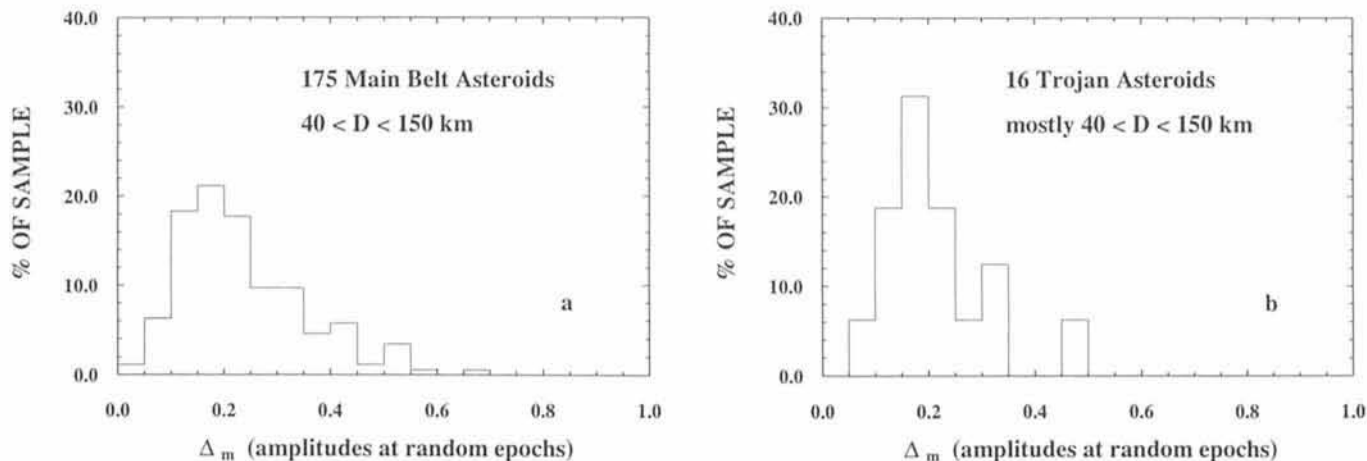 40.0
30.0
20.0
10.0
0.0
% OF SAMPLE
175 Main Belt Asteroids
40 < D < 150 km
a
0.0 0.2 0.4 0.6 0.8 1.0
Δ m (amplitudes at random epochs)
40.0
30.0
20.0
10.0
0.0
% OF SAMPLE
16 Trojan Asteroids
mostly 40 < D < 150 km
b
0.0 0.2 0.4 0.6 0.8 1.0
Δ m (amplitudes at random epochs)